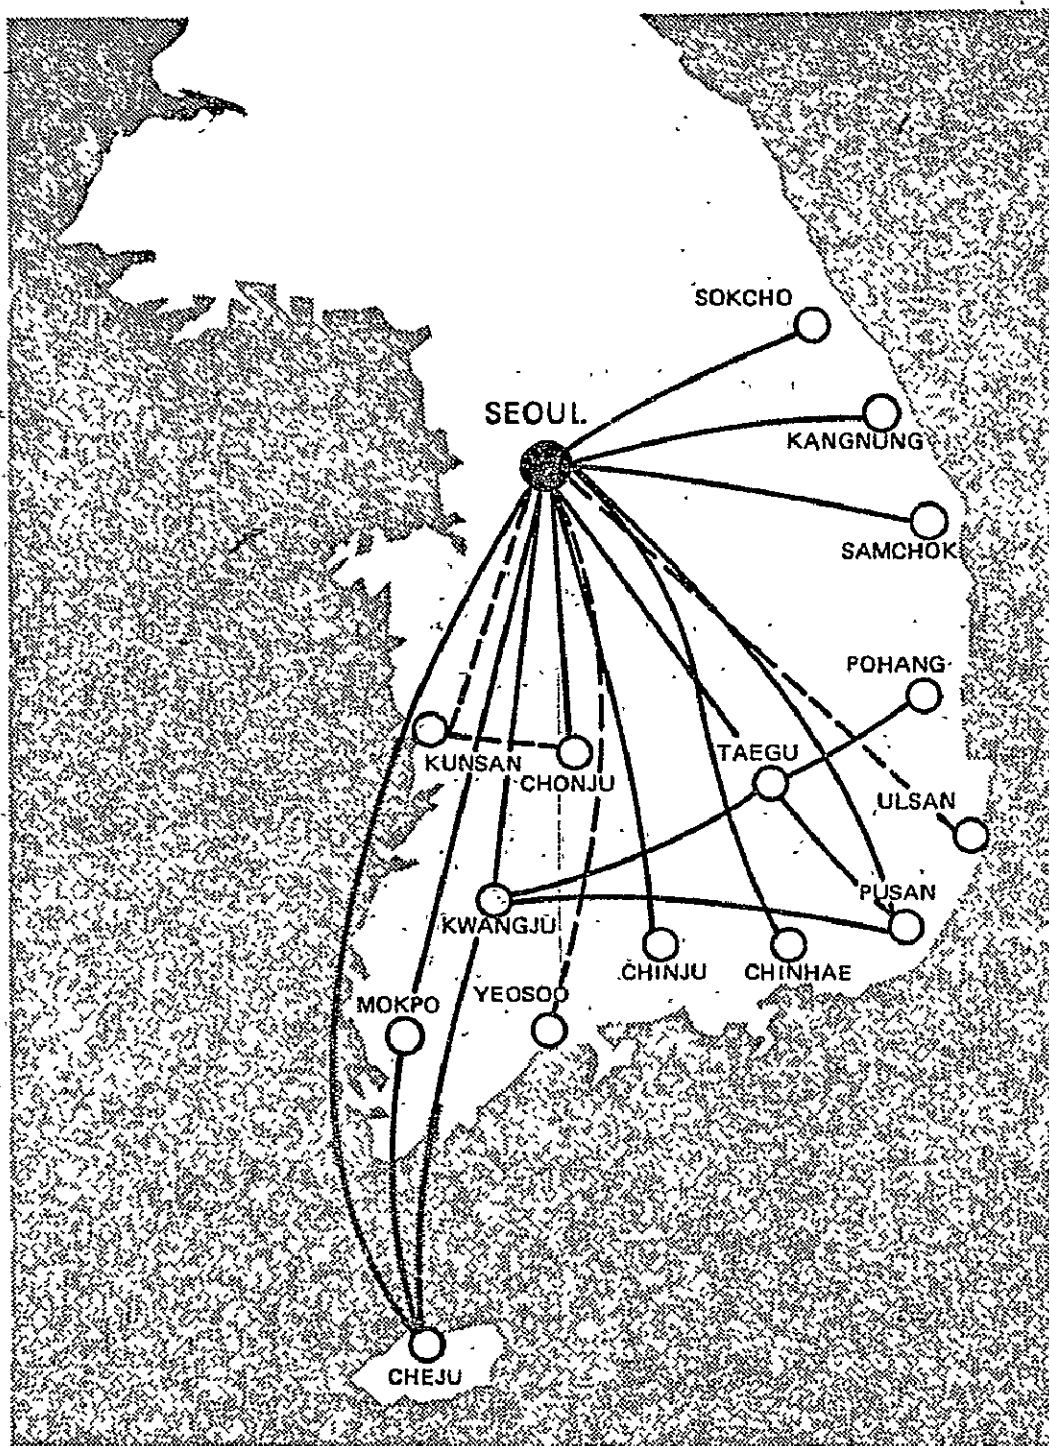 SOKCHO
SEOUL
KANGNUNG
SAMCHOK
POHANG
TAEGU
KUNSAN
CHONJU
ULSAN
PUSAN
KWANGJU
CHINJU
CHINHAE
YEOSOO
MOKPO
CHEJU